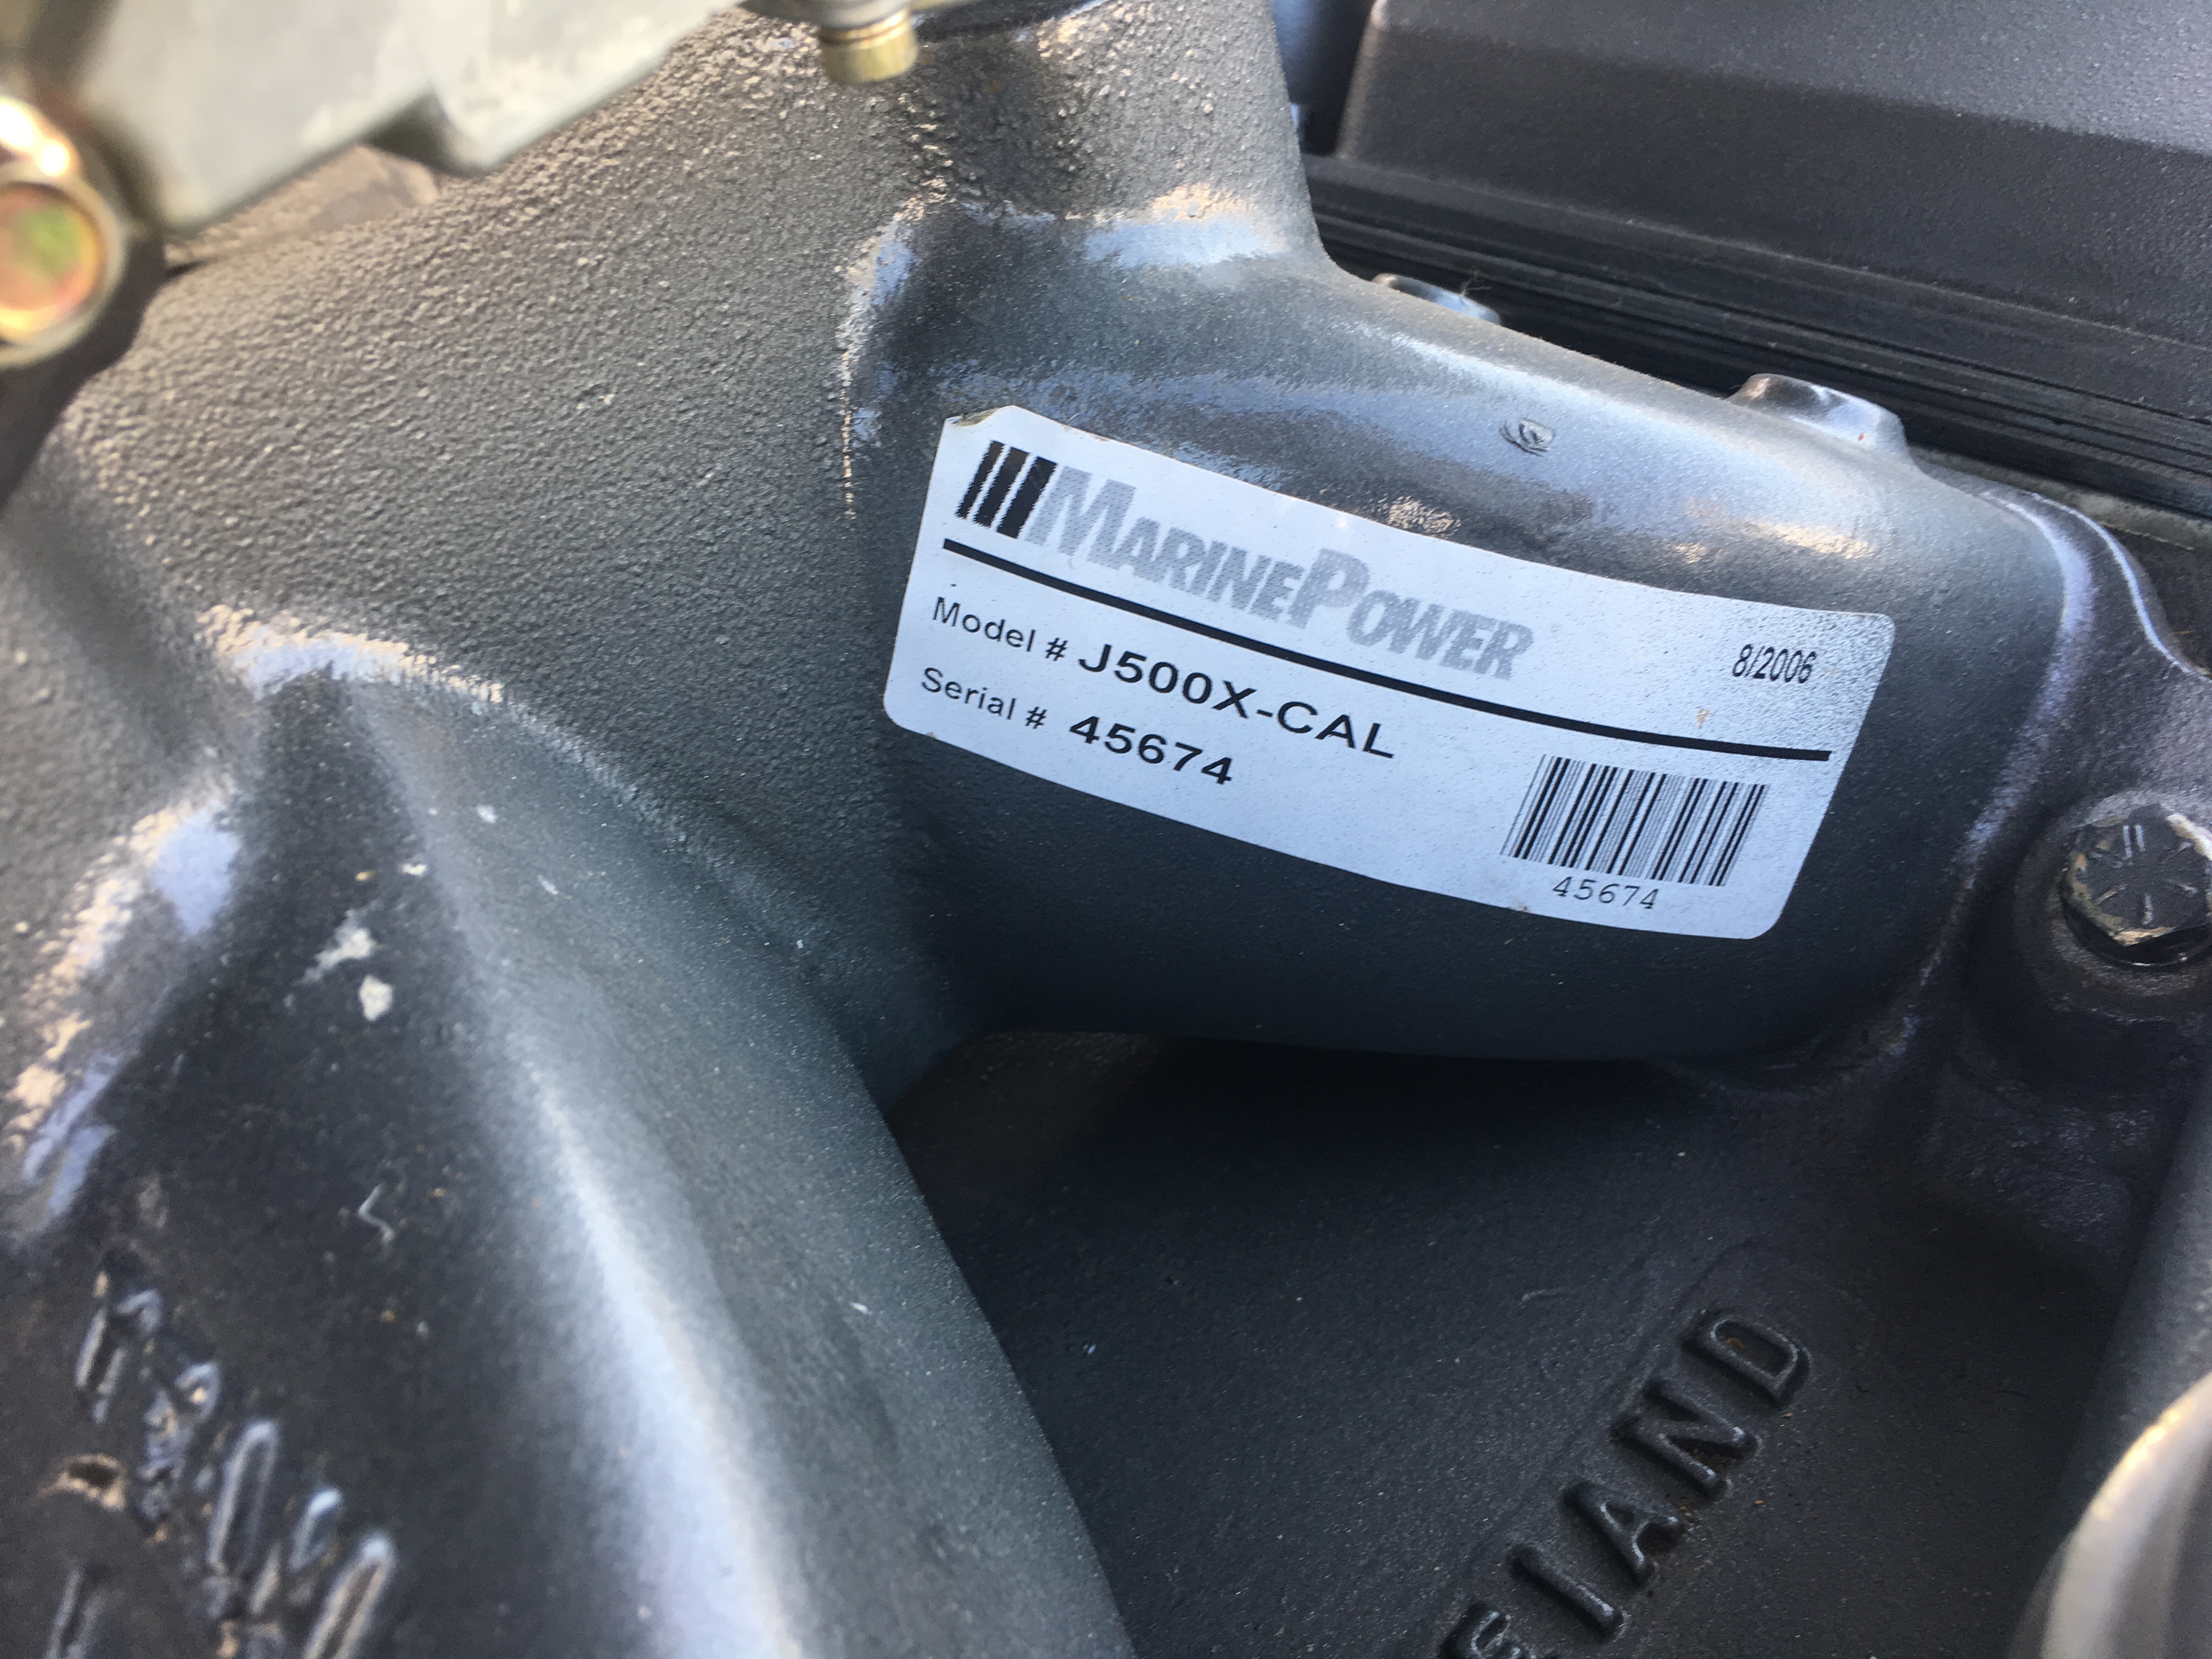 MARINEPOWER
8/2006
Model # J500X-CAL
Serial # 45674
45674